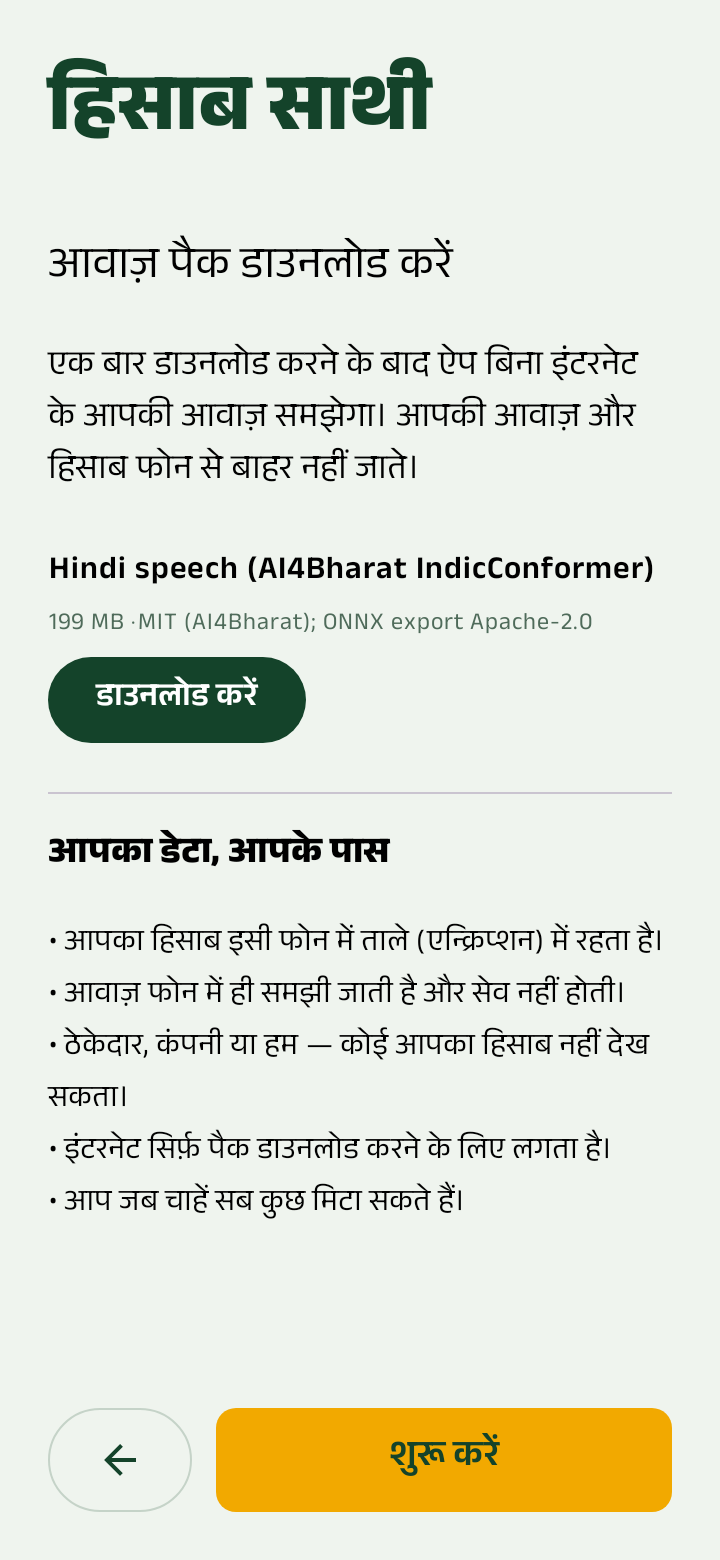 हिसाब साथी
आवाज़ पैक डाउनलोड करें
एक बार डाउनलोड करने के बाद ऐप बिना इंटरनेट
के आपकी आवाज़ समझेगा। आपकी आवाज़ और
हिसाब फोन से बाहर नहीं जाते।
Hindi speech (AI4Bharat IndicConformer)
199 MB · MIT (AI4Bharat); ONNX export Apache-2.0
डाउनलोड करें
आपका डेटा, आपके पास
• आपका हिसाब इसी फोन में ताले (एन्क्रिप्शन) में रहता है।
• आवाज़ फोन में ही समझी जाती है और सेव नहीं होती।
• ठेकेदार, कंपनी या हम — कोई आपका हिसाब नहीं देख
सकता।
• इंटरनेट सिर्फ़ पैक डाउनलोड करने के लिए लगता है।
• आप जब चाहें सब कुछ मिटा सकते हैं।
शुरू करें